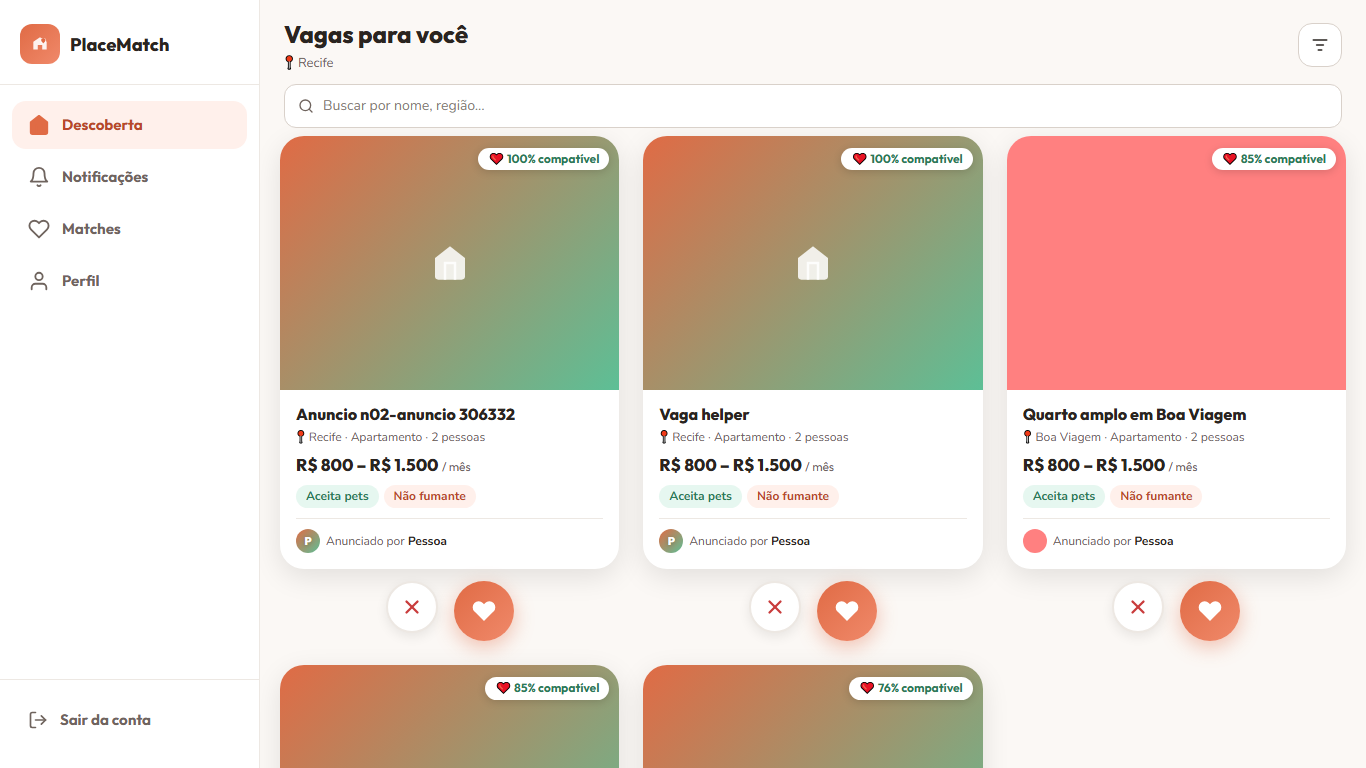 PlaceMatch
Descoberta
Notificações
Matches
Perfil
Sair da conta
Vagas para você
Recife
Buscar por nome, região...
100% compatível
Anuncio n02-anuncio 306332
Recife · Apartamento · 2 pessoas
R$ 800 – R$ 1.500 / mês
Aceita pets
Não fumante
P
Anunciado por Pessoa
100% compatível
Vaga helper
Recife · Apartamento · 2 pessoas
R$ 800 – R$ 1.500 / mês
Aceita pets
Não fumante
P
Anunciado por Pessoa
85% compatível
Quarto amplo em Boa Viagem
Boa Viagem · Apartamento · 2 pessoas
R$ 800 – R$ 1.500 / mês
Aceita pets
Não fumante
Anunciado por Pessoa
85% compatível
76% compatível